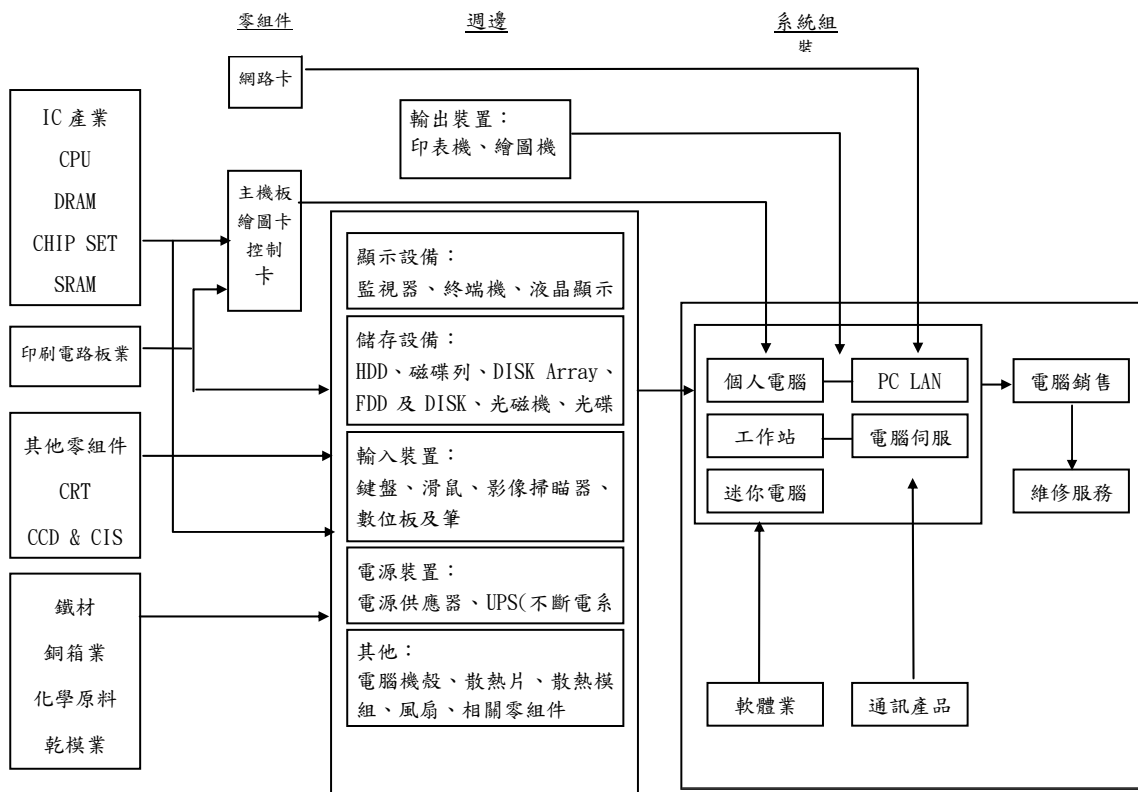 零組件
週邊
系統組
裝
網路卡
IC 產業
CPU
DRAM
CHIP SET
SRAM
輸出裝置：
印表機、繪圖機
主機板
繪圖卡
控制
卡
印刷電路板業
顯示設備：
監視器、終端機、液晶顯示
儲存設備：
HDD、磁碟列、DISK Array、
FDD 及 DISK、光磁機、光碟
個人電腦
PC LAN
電腦銷售
工作站
電腦伺服
迷你電腦
維修服務
其他零組件
CRT
CCD & CIS
輸入裝置：
鍵盤、滑鼠、影像掃瞄器、
數位板及筆
電源裝置：
電源供應器、UPS(不斷電系
鐵材
銅箱業
化學原料
乾模業
其他：
電腦機殼、散熱片、散熱模
組、風扇、相關零組件
軟體業
通訊產品